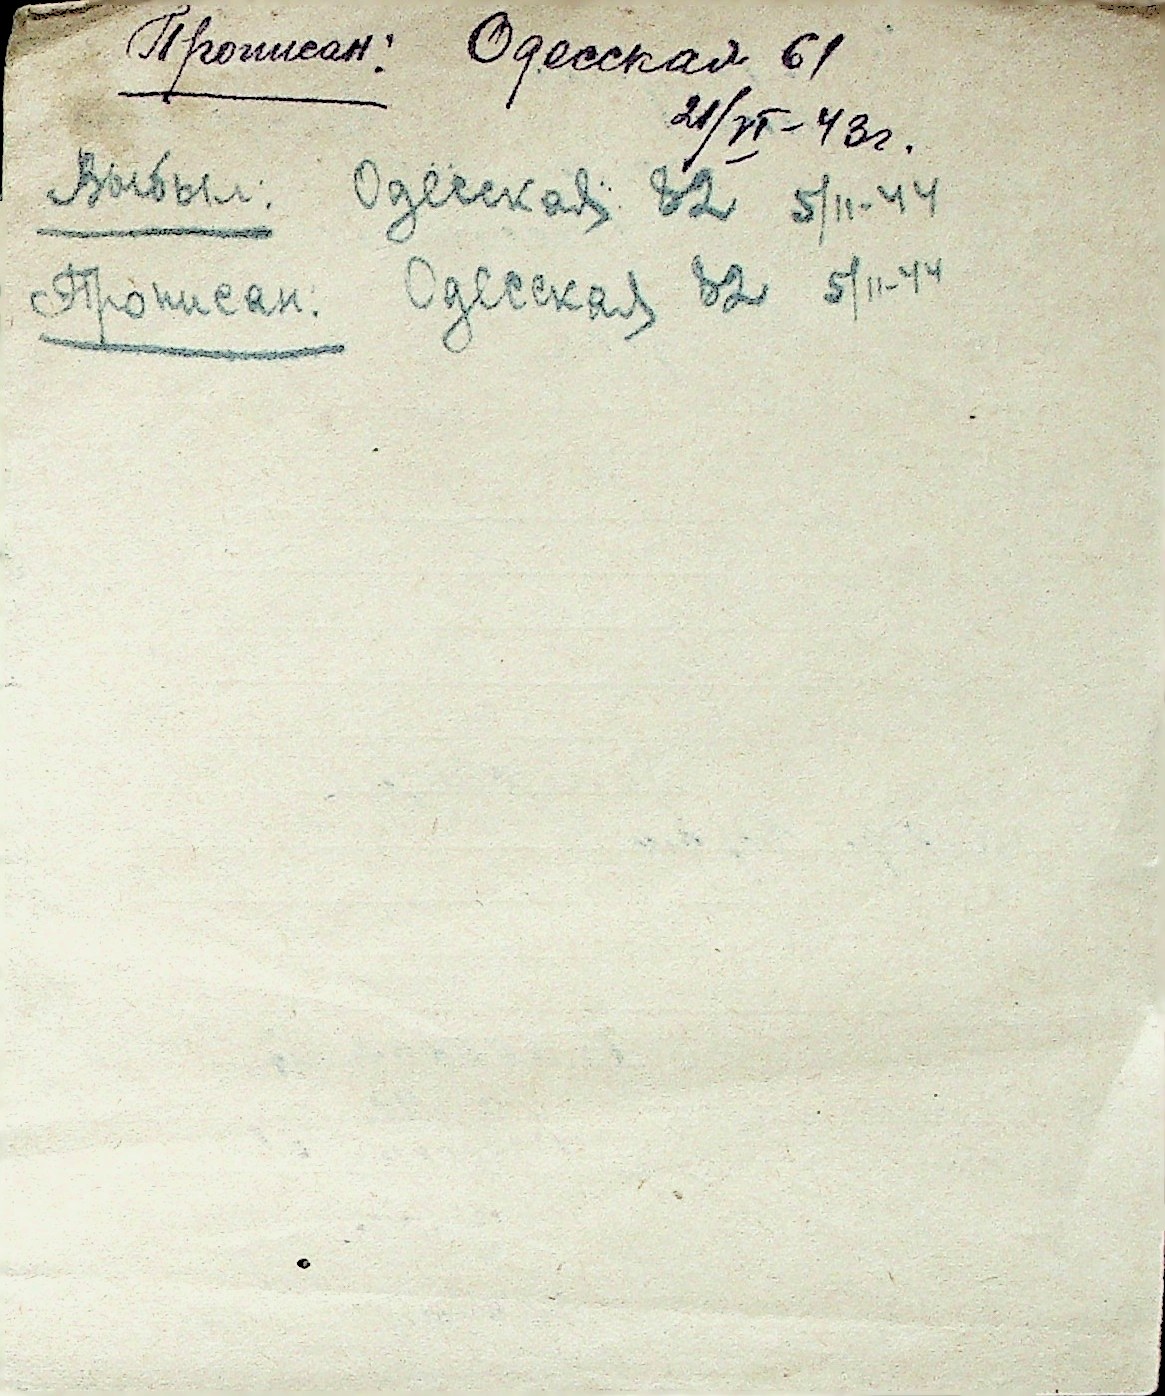 Прописан: Одесская 61
21/VI-43г.
Выбыл: Одесская 82 5/II-44
Прописан: Одесская 82 5/II-44